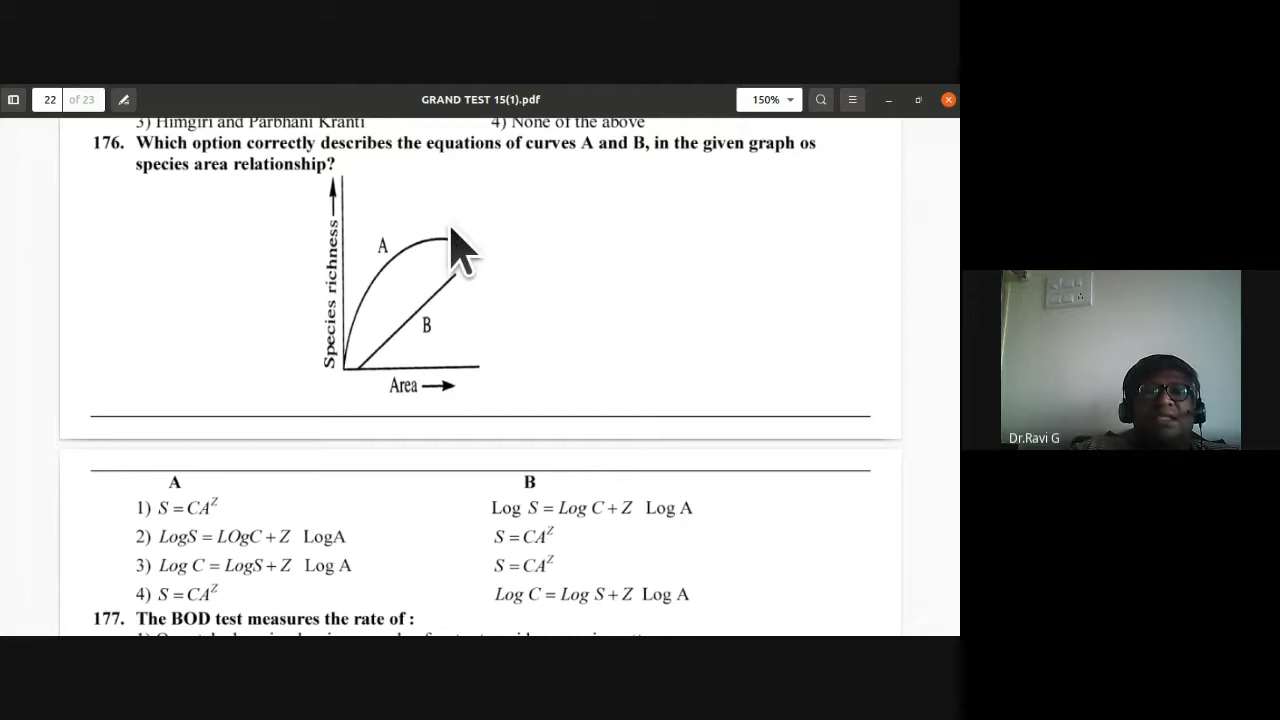 22 of 23
GRAND TEST 15(1).pdf
150%
3) Himgiri and Parbhani Kranti 4) None of the above
176. Which option correctly describes the equations of curves A and B, in the given graph os
species area relationship?
Species richness
A
B
Area
A B
1) S = CA^Z Log S = Log C + Z Log A
2) LogS = LOgC + Z LogA S = CA^Z
3) Log C = LogS + Z Log A S = CA^Z
4) S = CA^Z Log C = Log S + Z Log A
177. The BOD test measures the rate of :
Dr.Ravi G